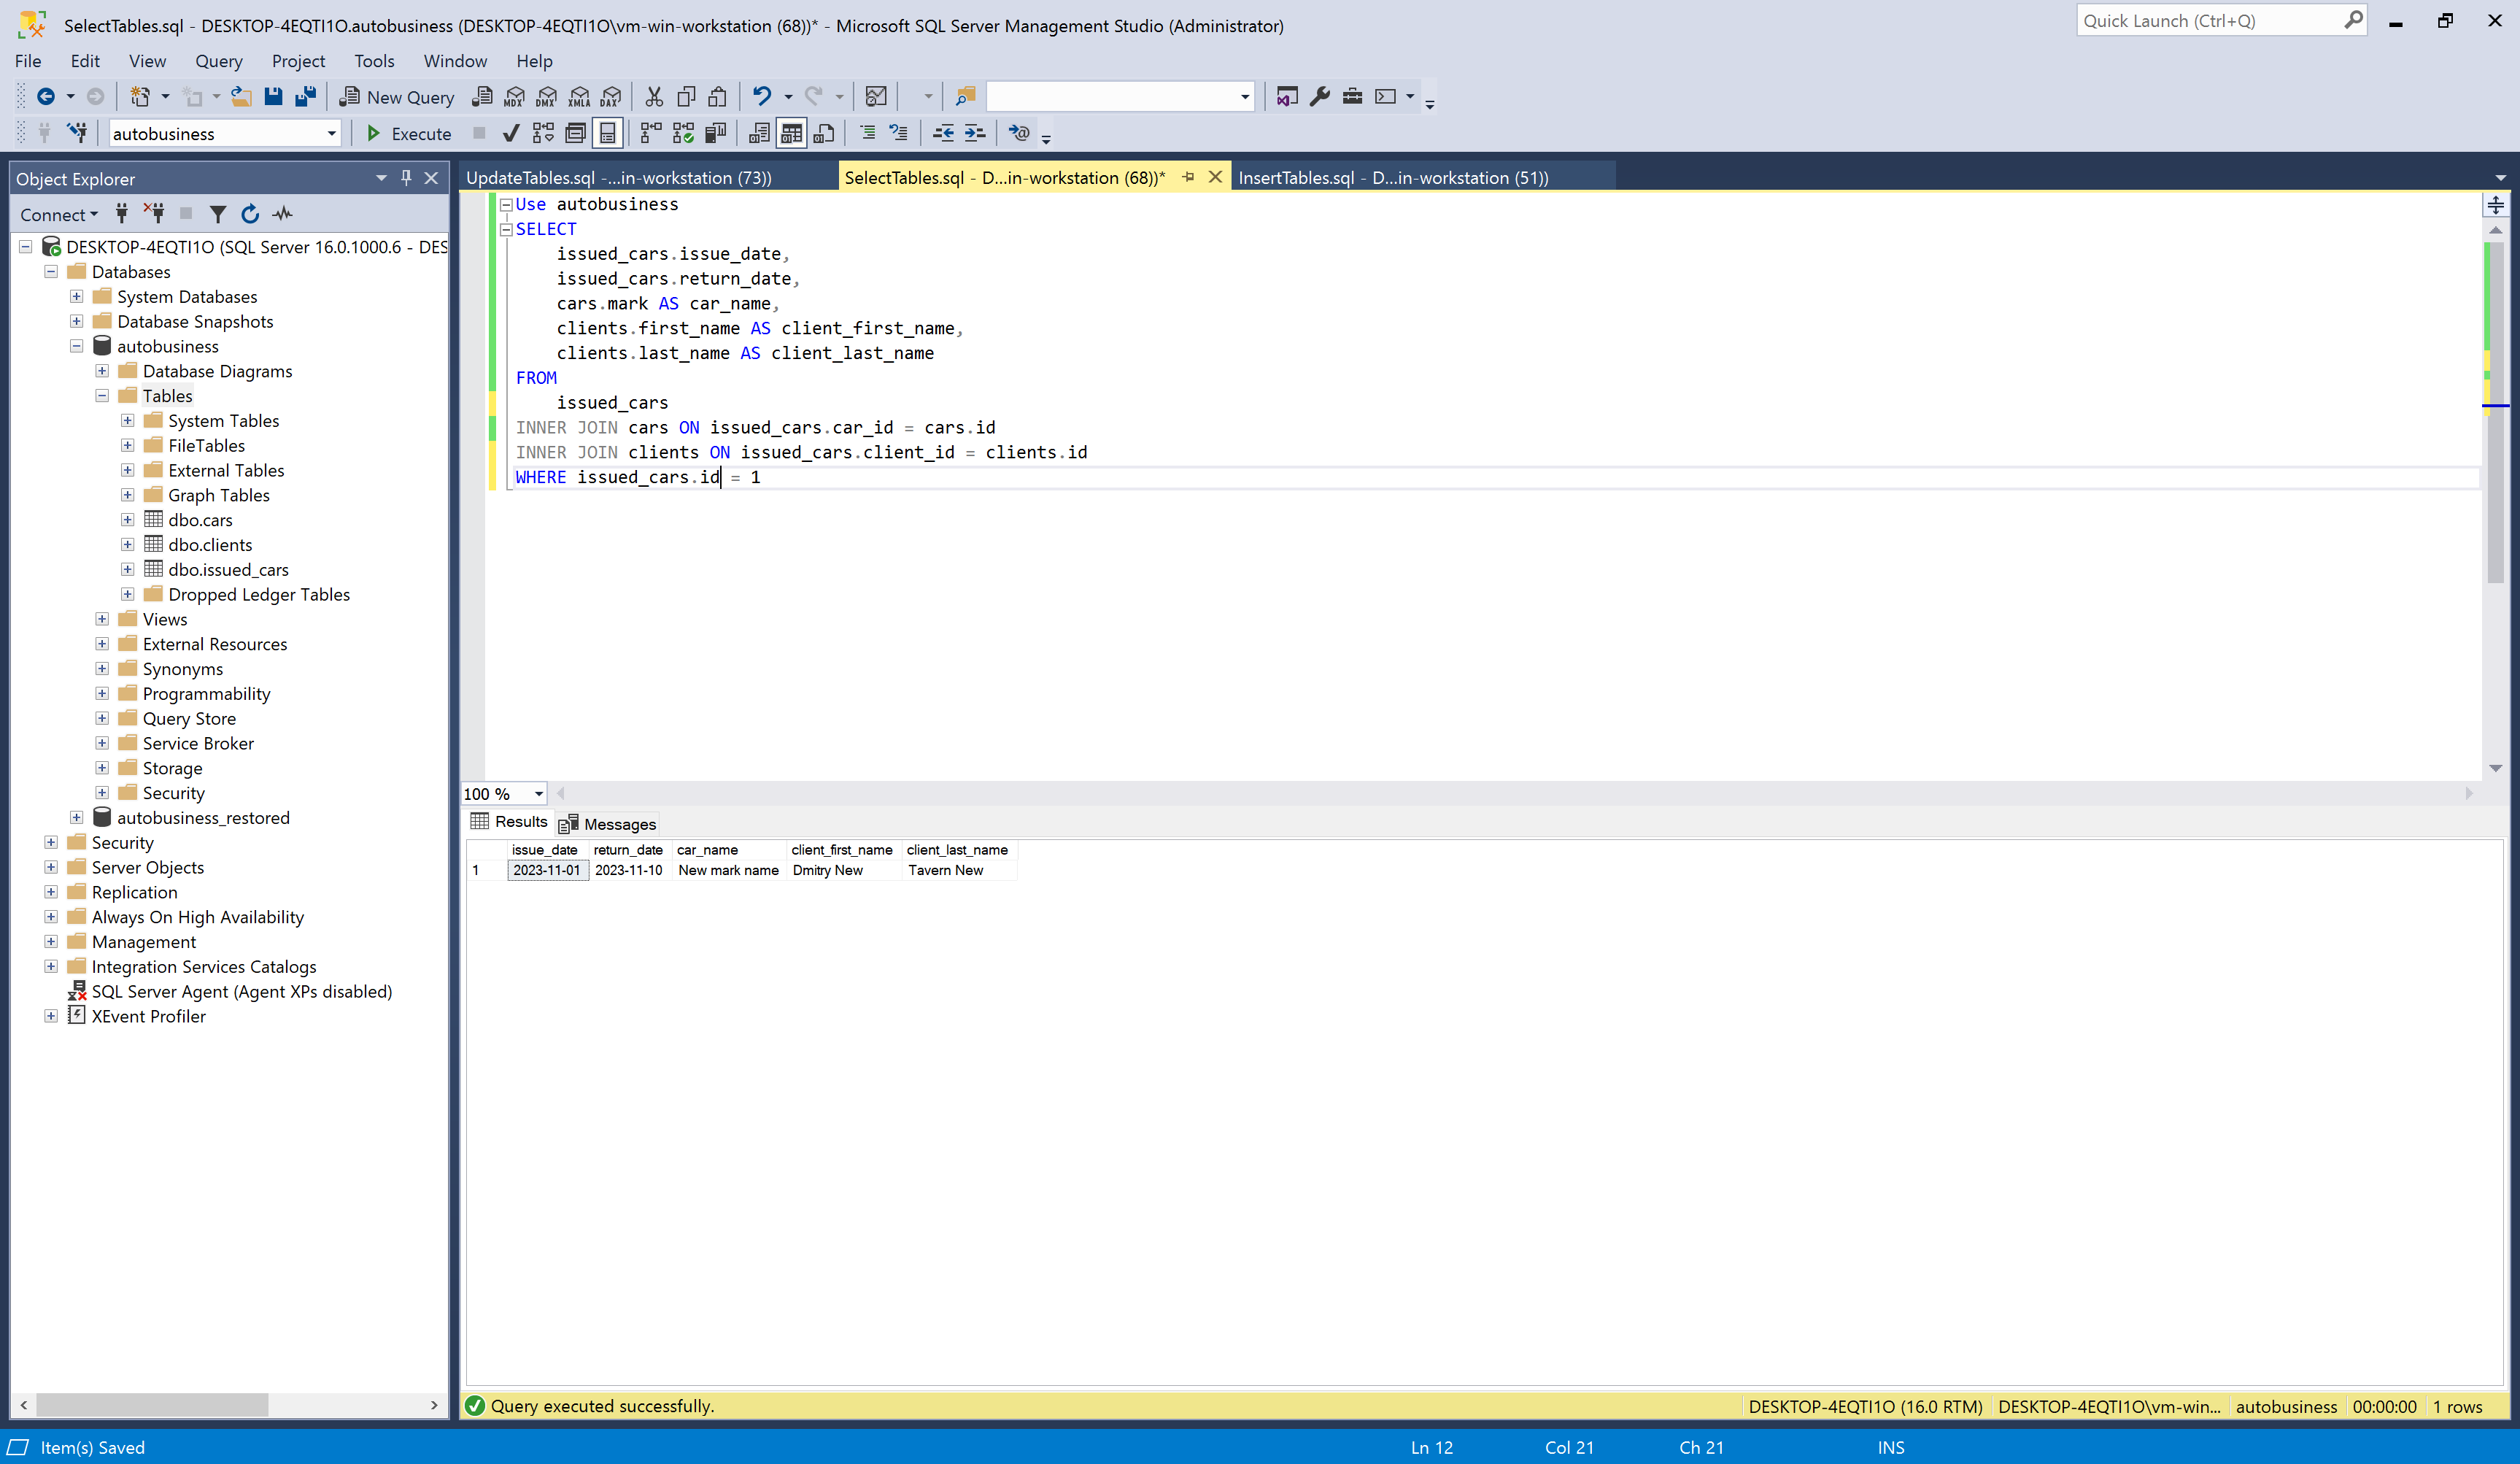 SelectTables.sql - DESKTOP-4EQTI1O.autobusiness (DESKTOP-4EQTI1O\vm-win-workstation (68))* - Microsoft SQL Server Management Studio (Administrator)
Quick Launch (Ctrl+Q)
File Edit View Query Project Tools Window Help
New Query MDX DMX XMLA DAX
autobusiness Execute
Object Explorer
Connect
DESKTOP-4EQTI1O (SQL Server 16.0.1000.6 - DES
Databases
System Databases
Database Snapshots
autobusiness
Database Diagrams
Tables
System Tables
FileTables
External Tables
Graph Tables
dbo.cars
dbo.clients
dbo.issued_cars
Dropped Ledger Tables
Views
External Resources
Synonyms
Programmability
Query Store
Service Broker
Storage
Security
autobusiness_restored
Security
Server Objects
Replication
Always On High Availability
Management
Integration Services Catalogs
SQL Server Agent (Agent XPs disabled)
XEvent Profiler
UpdateTables.sql -...in-workstation (73)) SelectTables.sql - D...in-workstation (68))* InsertTables.sql - D...in-workstation (51))
Use autobusiness
SELECT
issued_cars.issue_date,
issued_cars.return_date,
cars.mark AS car_name,
clients.first_name AS client_first_name,
clients.last_name AS client_last_name
FROM
issued_cars
INNER JOIN cars ON issued_cars.car_id = cars.id
INNER JOIN clients ON issued_cars.client_id = clients.id
WHERE issued_cars.id = 1
100 %
Results Messages
issue_date return_date car_name client_first_name client_last_name
1 2023-11-01 2023-11-10 New mark name Dmitry New Tavern New
Query executed successfully. DESKTOP-4EQTI1O (16.0 RTM) DESKTOP-4EQTI1O\vm-win... autobusiness 00:00:00 1 rows
Item(s) Saved Ln 12 Col 21 Ch 21 INS